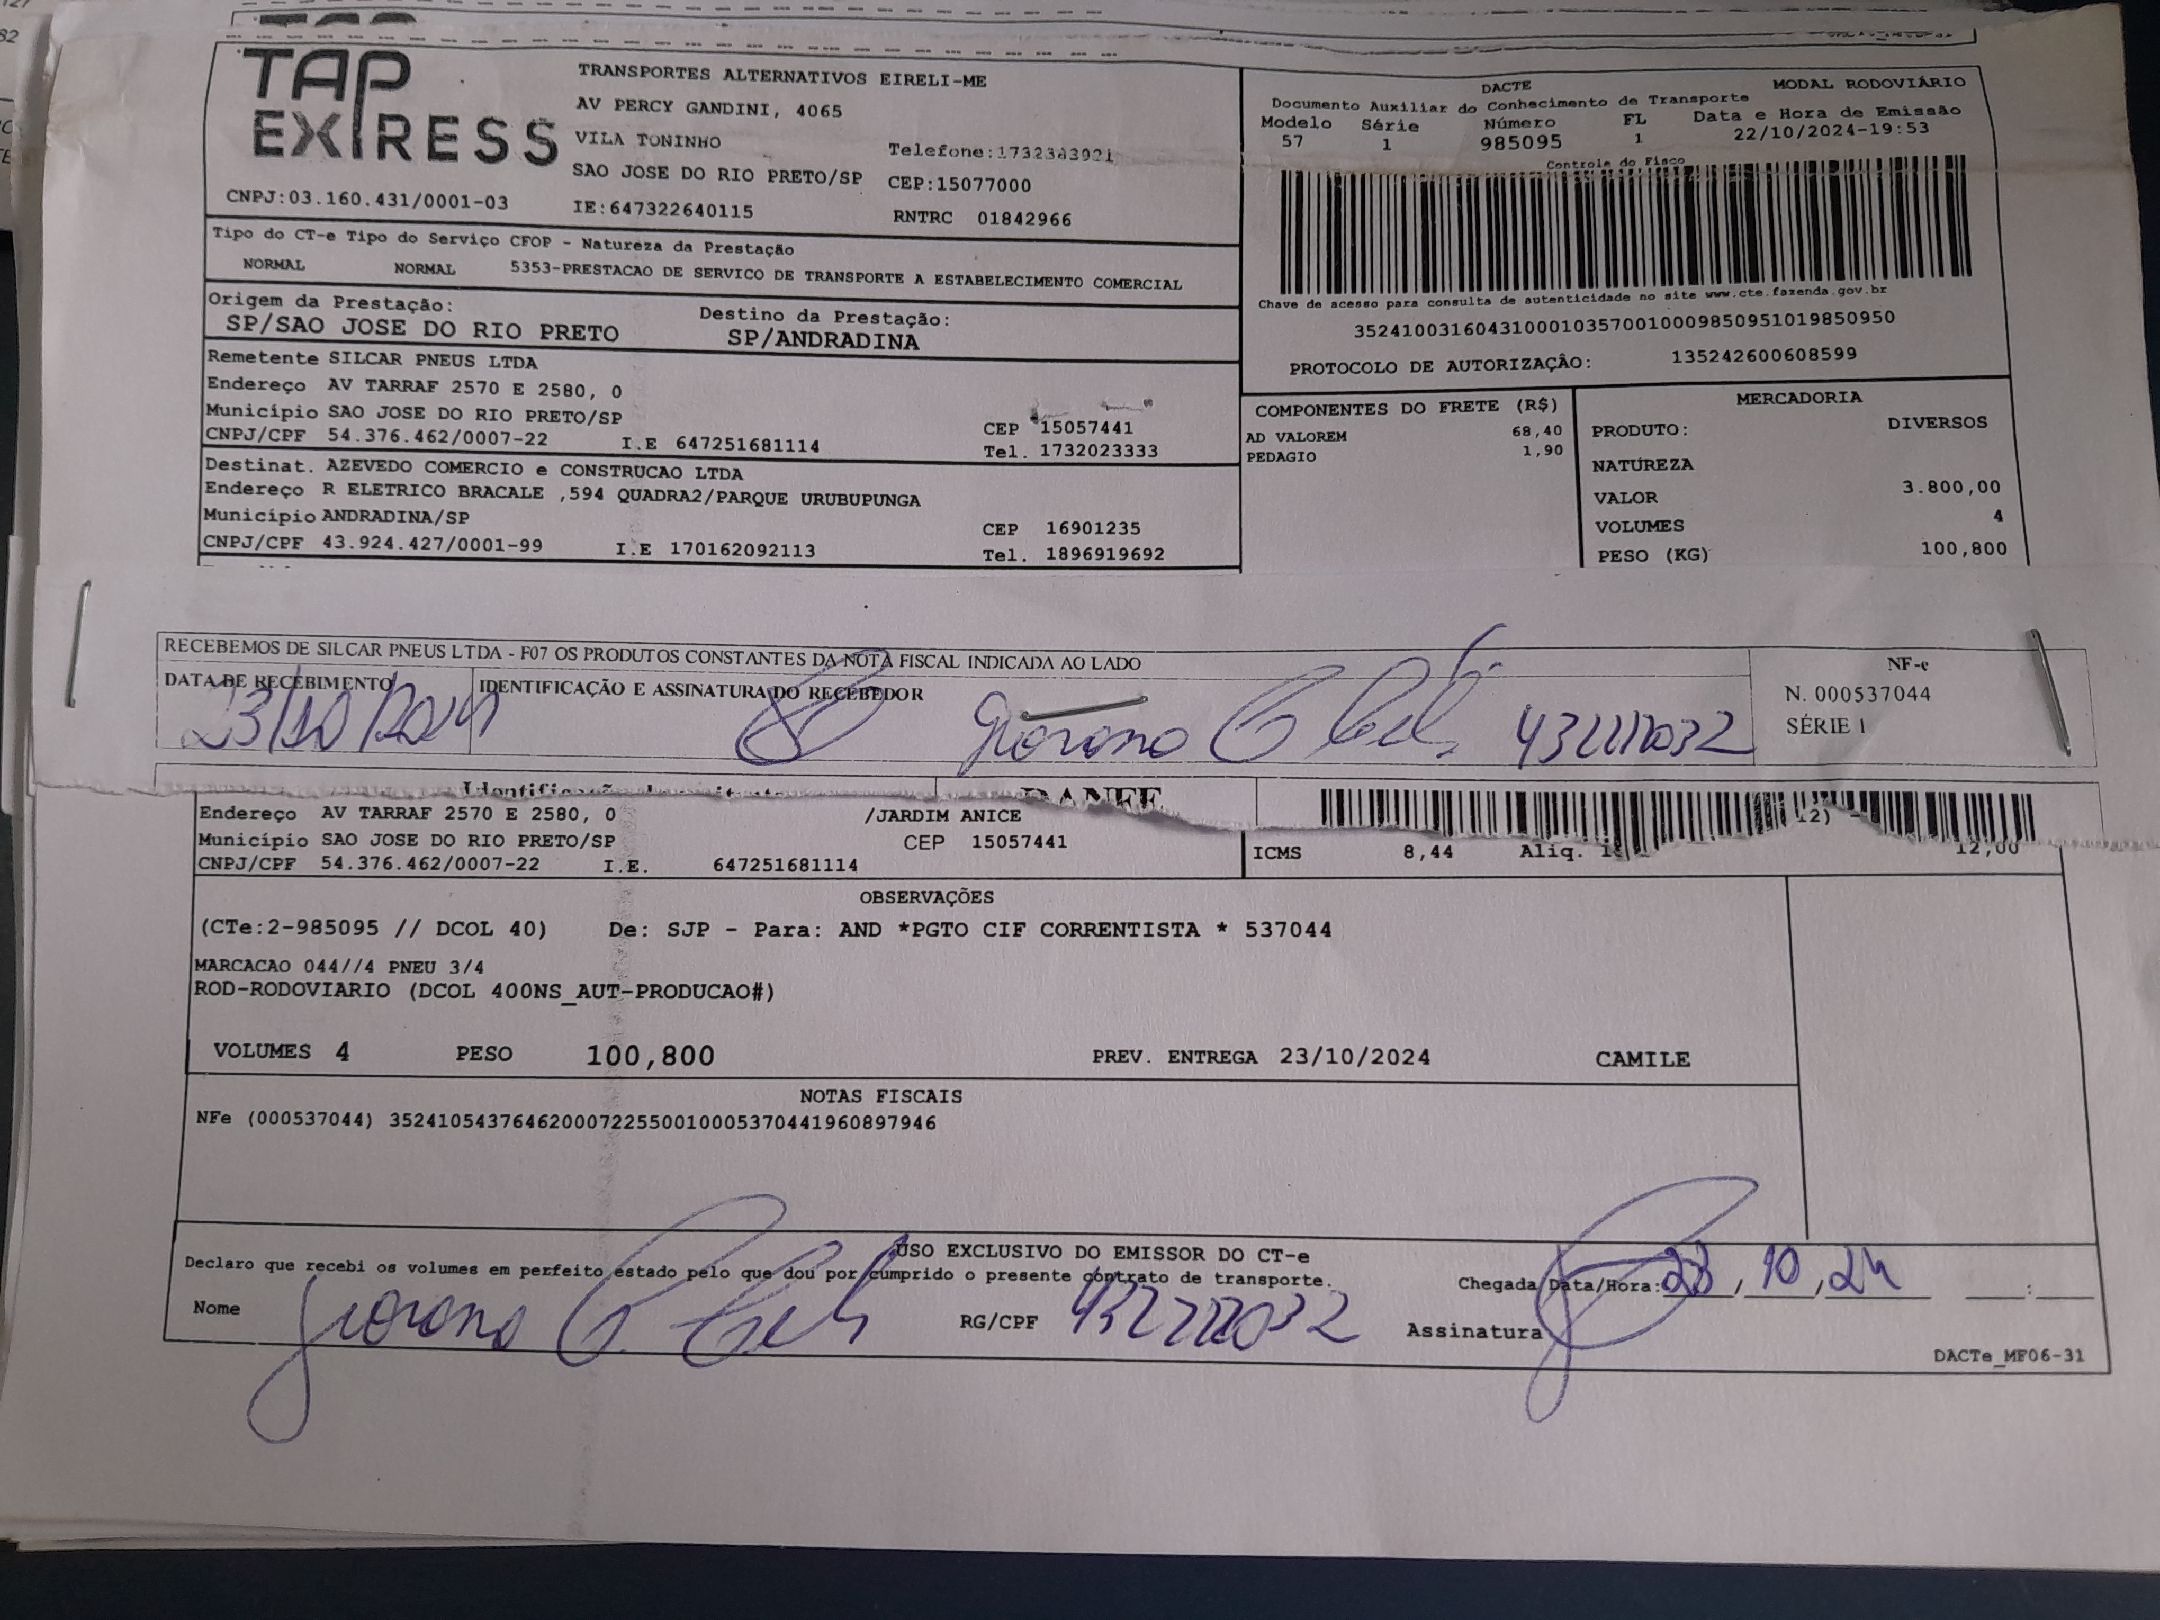 TAP EXPRESS
TRANSPORTES ALTERNATIVOS EIRELI-ME
AV PERCY GANDINI, 4065
VILA TONINHO
Telefone:1732383921
SAO JOSE DO RIO PRETO/SP CEP:15077000
CNPJ:03.160.431/0001-03 IE:647322640115 RNTRC 01842966
DACTE MODAL RODOVIÁRIO
Documento Auxiliar do Conhecimento de Transporte
Modelo Série Número FL Data e Hora de Emissão
57 1 985095 1 22/10/2024-19:53
Controle do Fisco
Chave de acesso para consulta de autenticidade no site www.cte.fazenda.gov.br
35241003160431000103570010009850951019850950
PROTOCOLO DE AUTORIZAÇÃO: 135242600608599
Tipo do CT-e Tipo do Serviço CFOP - Natureza da Prestação
NORMAL NORMAL 5353-PRESTACAO DE SERVICO DE TRANSPORTE A ESTABELECIMENTO COMERCIAL
Origem da Prestação: Destino da Prestação:
SP/SAO JOSE DO RIO PRETO SP/ANDRADINA
Remetente SILCAR PNEUS LTDA
Endereço AV TARRAF 2570 E 2580, 0
Município SAO JOSE DO RIO PRETO/SP CEP 15057441
CNPJ/CPF 54.376.462/0007-22 I.E 647251681114 Tel. 1732023333
Destinat. AZEVEDO COMERCIO e CONSTRUCAO LTDA
Endereço R ELETRICO BRACALE ,594 QUADRA2/PARQUE URUBUPUNGA
Município ANDRADINA/SP CEP 16901235
CNPJ/CPF 43.924.427/0001-99 I.E 170162092113 Tel. 1896919692
COMPONENTES DO FRETE (R$)
AD VALOREM 68,40
PEDAGIO 1,90
MERCADORIA
PRODUTO: DIVERSOS
NATUREZA
VALOR 3.800,00
VOLUMES 4
PESO (KG) 100,800
RECEBEMOS DE SILCAR PNEUS LTDA - F07 OS PRODUTOS CONSTANTES DA NOTA FISCAL INDICADA AO LADO
DATA DE RECEBIMENTO IDENTIFICAÇÃO E ASSINATURA DO RECEBEDOR
23/10/2024
NF-e
N. 000537044
SÉRIE 1
DANFE
Endereço AV TARRAF 2570 E 2580, 0 /JARDIM ANICE
Município SAO JOSE DO RIO PRETO/SP CEP 15057441
CNPJ/CPF 54.376.462/0007-22 I.E. 647251681114
ICMS 8,44 Aliq. 12,00
OBSERVAÇÕES
(CTe:2-985095 // DCOL 40) De: SJP - Para: AND *PGTO CIF CORRENTISTA * 537044
MARCACAO 044//4 PNEU 3/4
ROD-RODOVIARIO (DCOL 400NS_AUT-PRODUCAO#)
VOLUMES 4 PESO 100,800 PREV. ENTREGA 23/10/2024 CAMILE
NOTAS FISCAIS
NFe (000537044) 35241054376462000722550010005370441960897946
USO EXCLUSIVO DO EMISSOR DO CT-e
Declaro que recebi os volumes em perfeito estado pelo que dou por cumprido o presente contrato de transporte.
Chegada Data/Hora: 23, 10, 24 :
Nome RG/CPF Assinatura
DACTe_MF06-31